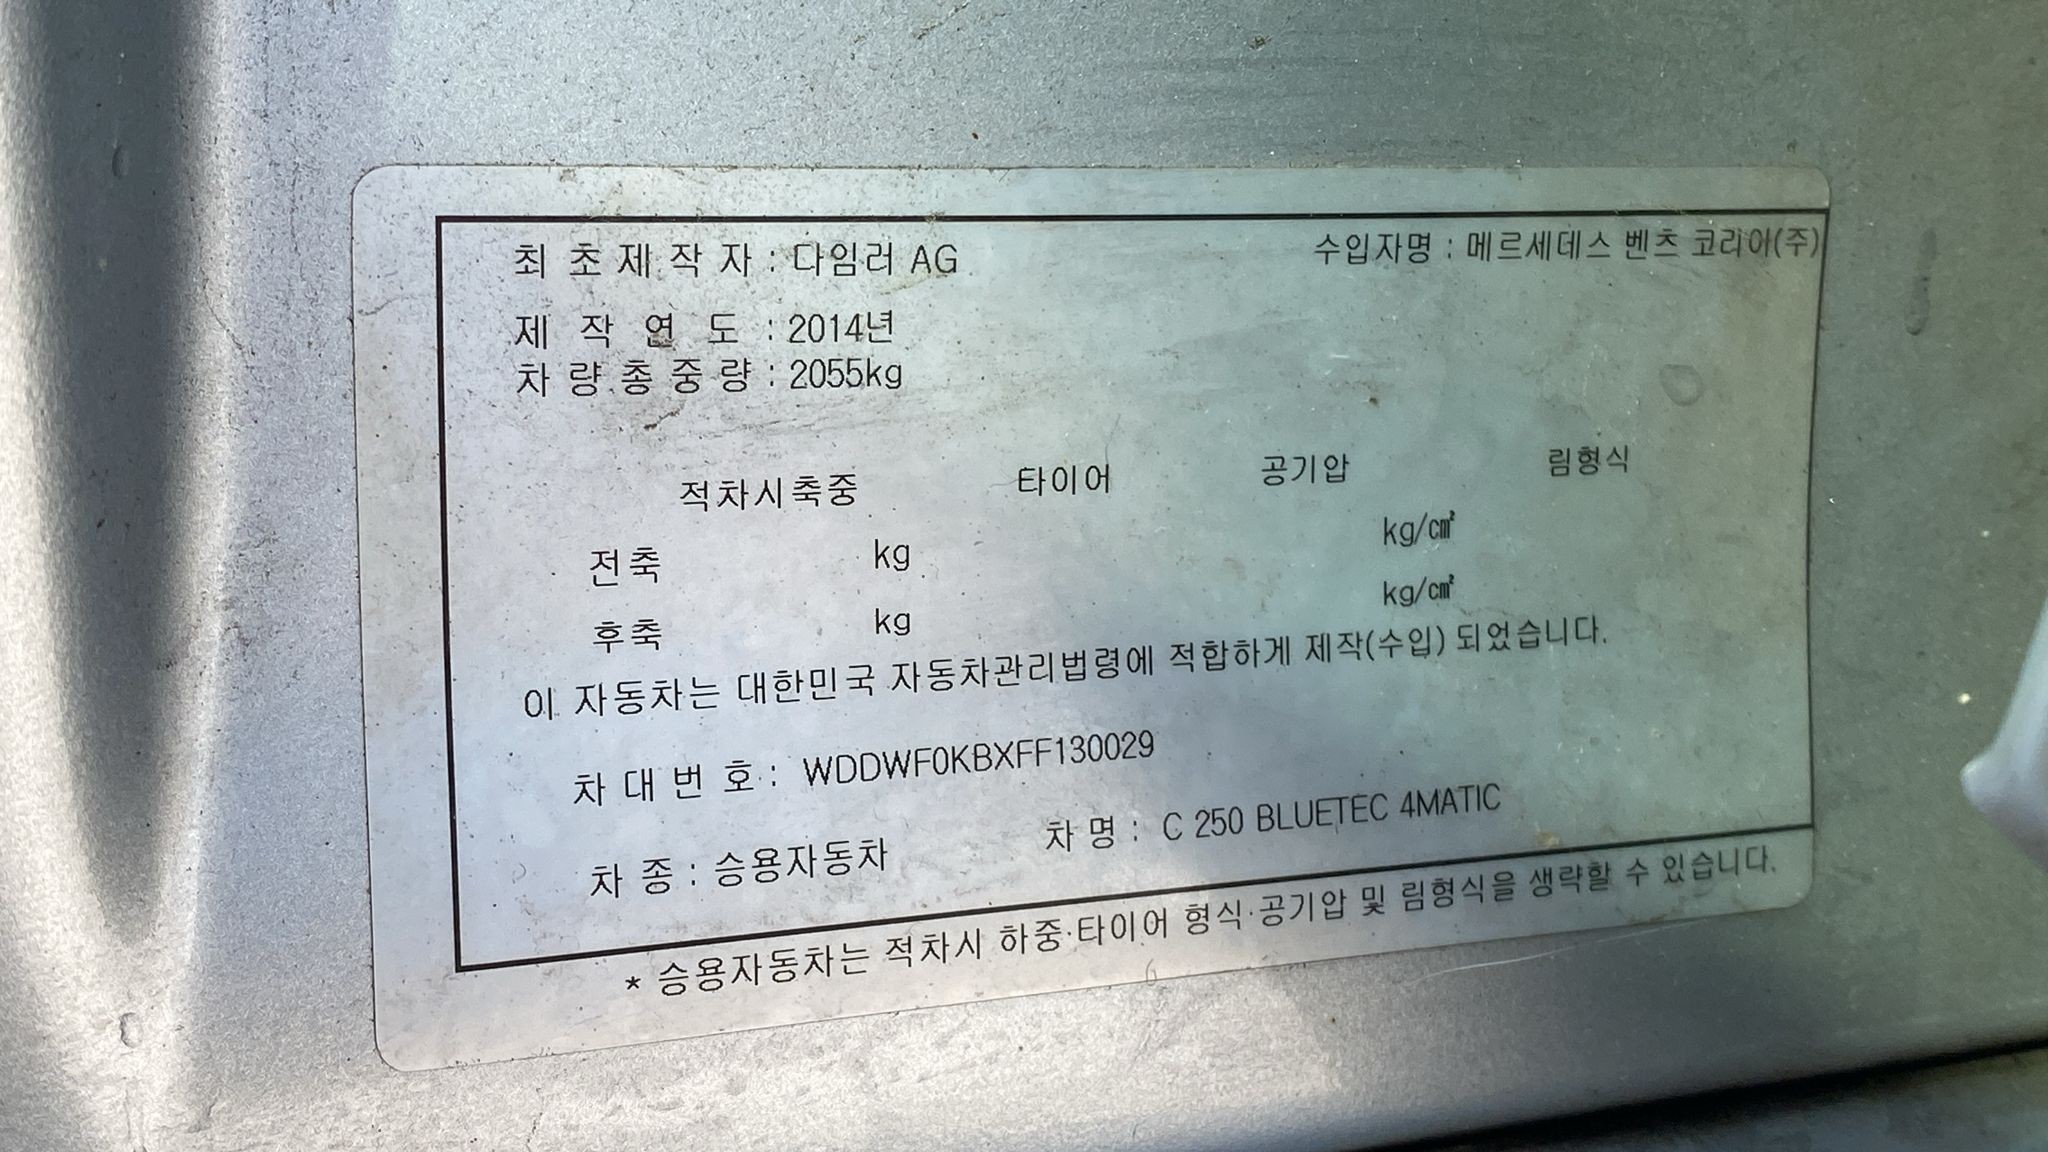 최초제작자 : 다임러 AG
수입자명 : 메르세데스 벤츠 코리아(주)
제작연도 : 2014년
차량총중량 : 2055kg
적차시축중 타이어 공기압 림형식
전축 kg kg/㎠
후축 kg kg/㎠
이 자동차는 대한민국 자동차관리법령에 적합하게 제작(수입) 되었습니다.
차대번호 : WDDWF0KBXFF130029
차종 : 승용자동차 차명 : C 250 BLUETEC 4MATIC
* 승용자동차는 적차시 하중·타이어 형식·공기압 및 림형식을 생략할 수 있습니다.